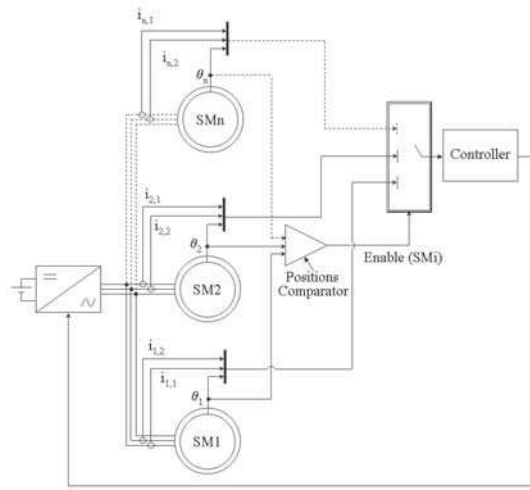 i_{n,1}
i_{n,2}
θ_n
SMn
Controller
i_{2,1}
i_{2,2}
θ_2
Enable (SMi)
Positions
Comparator
SM2
i_{1,2}
i_{1,1}
θ_1
SM1